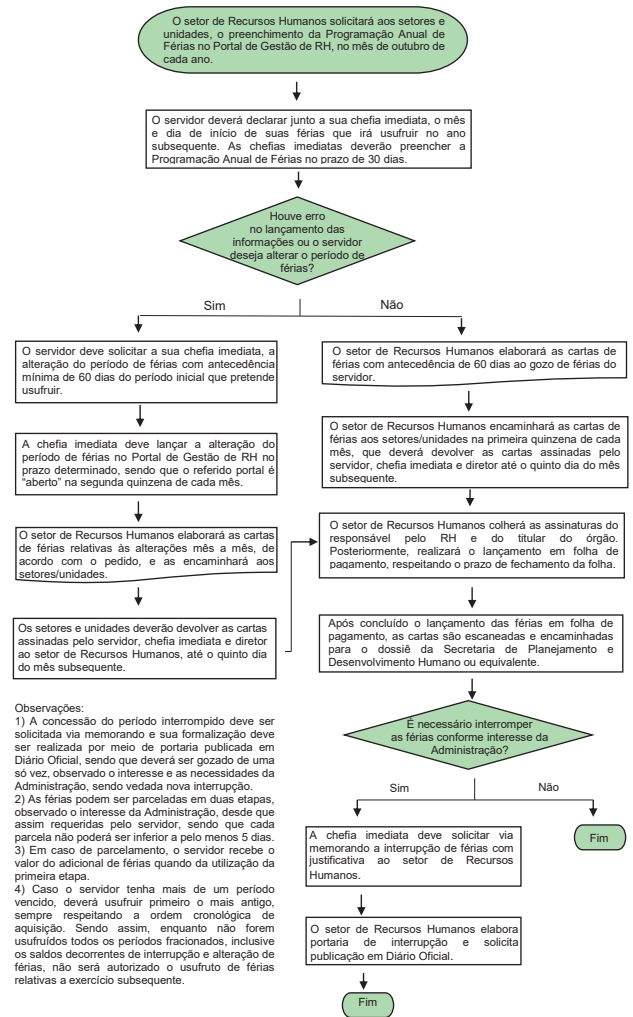 O setor de Recursos Humanos solicitará aos setores e
unidades, o preenchimento da Programação Anual de
Férias no Portal de Gestão de RH, no mês de outubro de
cada ano.
O servidor deverá declarar junto a sua chefia imediata, o mês
e dia de início de suas férias que irá usufruir no ano
subsequente. As chefias imediatas deverão preencher a
Programação Anual de Férias no prazo de 30 dias.
Houve erro
no lançamento das
informações ou o servidor
deseja alterar o período de
férias?
Sim
Não
O servidor deve solicitar a sua chefia imediata, a
alteração do período de férias com antecedência
mínima de 60 dias do período inicial que pretende
usufruir.
A chefia imediata deve lançar a alteração do
período de férias no Portal de Gestão de RH no
prazo determinado, sendo que o referido portal é
“aberto” na segunda quinzena de cada mês.
O setor de Recursos Humanos elaborará as cartas
de férias relativas às alterações mês a mês, de
acordo com o pedido, e as encaminhará aos
setores/unidades.
Os setores e unidades deverão devolver as cartas
assinadas pelo servidor, chefia imediata e diretor
ao setor de Recursos Humanos, até o quinto dia
do mês subsequente.
O setor de Recursos Humanos elaborará as cartas de
férias com antecedência de 60 dias ao gozo de férias do
servidor.
O setor de Recursos Humanos encaminhará as cartas de
férias aos setores/unidades na primeira quinzena de cada
mês, que deverá devolver as cartas assinadas pelo
servidor, chefia imediata e diretor até o quinto dia do mês
subsequente.
O setor de Recursos Humanos colherá as assinaturas do
responsável pelo RH e do titular do órgão.
Posteriormente, realizará o lançamento em folha de
pagamento, respeitando o prazo de fechamento da folha.
Após concluído o lançamento das férias em folha de
pagamento, as cartas são escaneadas e encaminhadas
para o dossiê da Secretaria de Planejamento e
Desenvolvimento Humano ou equivalente.
É necessário interromper
as férias conforme interesse da
Administração?
Sim
Não
Fim
A chefia imediata deve solicitar via
memorando a interrupção de férias com
justificativa ao setor de Recursos
Humanos.
O setor de Recursos Humanos elabora
portaria de interrupção e solicita
publicação em Diário Oficial.
Fim
Observações:
1) A concessão do período interrompido deve ser
solicitada via memorando e sua formalização deve
ser realizada por meio de portaria publicada em
Diário Oficial, sendo que deverá ser gozado de uma
só vez, observado o interesse e as necessidades da
Administração, sendo vedada nova interrupção.
2) As férias podem ser parceladas em duas etapas,
observado o interesse da Administração, desde que
assim requeridas pelo servidor, sendo que cada
parcela não poderá ser inferior a pelo menos 5 dias.
3) Em caso de parcelamento, o servidor recebe o
valor do adicional de férias quando da utilização da
primeira etapa.
4) Caso o servidor tenha mais de um período
vencido, deverá usufruir primeiro o mais antigo,
sempre respeitando a ordem cronológica de
aquisição. Sendo assim, enquanto não forem
usufruídos todos os períodos fracionados, inclusive
os saldos decorrentes de interrupção e alteração de
férias, não será autorizado o usufruto de férias
relativas a exercício subsequente.